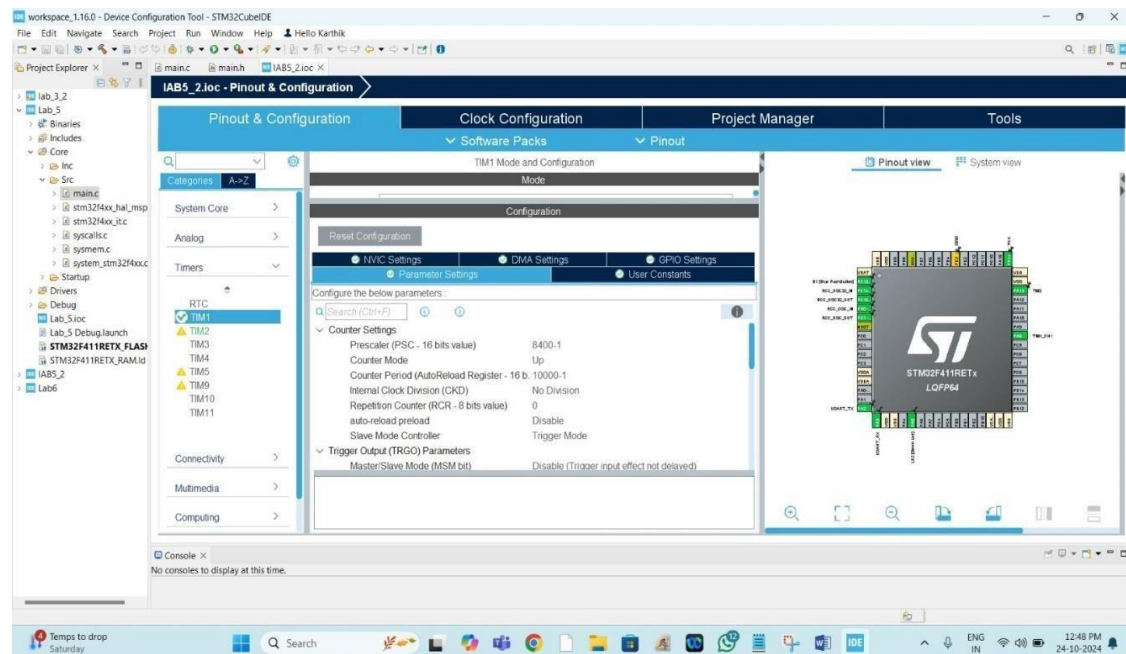 workspace_1.16.0 - Device Configuration Tool - STM32CubeIDE
File Edit Navigate Search Project Run Window Help Hello Karthik
Project Explorer
main.c main.h IAB5_2.ioc
lab_3_2
Lab_5
Binaries
Includes
Core
Inc
Src
main.c
stm32f4xx_hal_msp
stm32f4xx_it.c
syscalls.c
sysmem.c
system_stm32f4xx.c
Startup
Drivers
Debug
Lab_5.ioc
Lab_5 Debug.launch
STM32F411RETX_FLASH
STM32F411RETX_RAM.ld
IAB5_2
Lab6
IAB5_2.ioc - Pinout & Configuration
Pinout & Configuration Clock Configuration Project Manager Tools
Software Packs Pinout
Categories A->Z
System Core
Analog
Timers
RTC
TIM1
TIM2
TIM3
TIM4
TIM5
TIM9
TIM10
TIM11
Connectivity
Multimedia
Computing
TIM1 Mode and Configuration
Mode
Configuration
Reset Configuration
NVIC Settings DMA Settings GPIO Settings
Parameter Settings User Constants
Configure the below parameters :
Search (Ctrl+F)
Counter Settings
Prescaler (PSC - 16 bits value) 8400-1
Counter Mode Up
Counter Period (AutoReload Register - 16 b. 10000-1
Internal Clock Division (CKD) No Division
Repetition Counter (RCR - 8 bits value) 0
auto-reload preload Disable
Slave Mode Controller Trigger Mode
Trigger Output (TRGO) Parameters
Master/Slave Mode (MSM bit) Disable (Trigger input effect not delayed)
Pinout view System view
STM32F411RETx
LQFP64
USART_TX
USART_RX
Console
No consoles to display at this time.
Temps to drop
Saturday
Search
ENG
IN
12:48 PM
24-10-2024